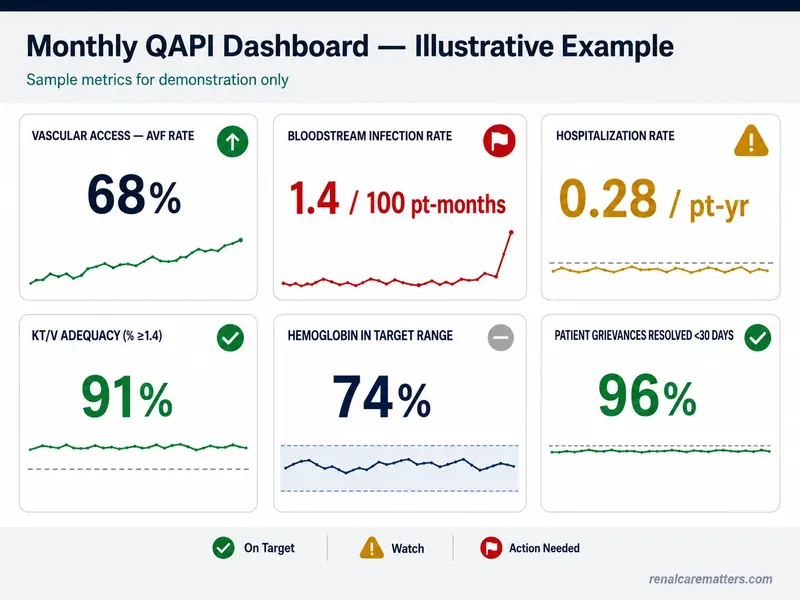 Monthly QAPI Dashboard — Illustrative Example
Sample metrics for demonstration only
VASCULAR ACCESS — AVF RATE
68%
BLOODSTREAM INFECTION RATE
1.4 / 100 pt-months
HOSPITALIZATION RATE
0.28 / pt-yr
KT/V ADEQUACY (% ≥1.4)
91%
HEMOGLOBIN IN TARGET RANGE
74%
PATIENT GRIEVANCES RESOLVED <30 DAYS
96%
On Target
Watch
Action Needed
renalcarematters.com